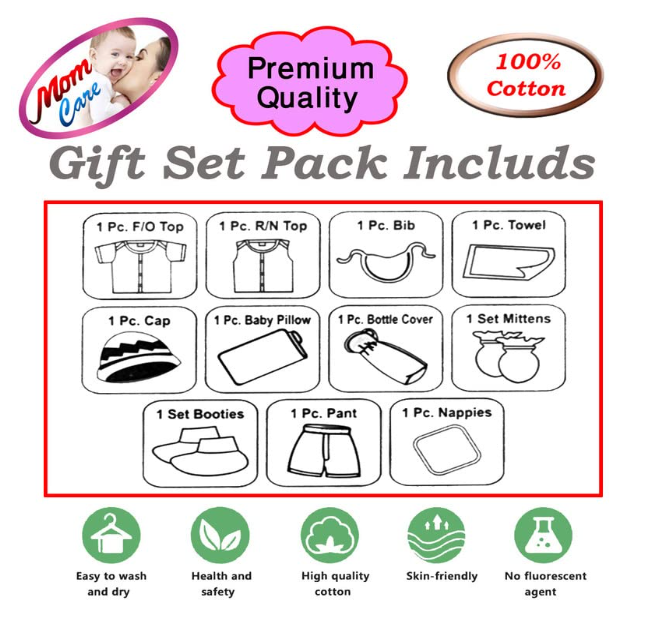 Mom
Care
Premium
Quality
100%
Cotton
Gift Set Pack Includs
1 Pc. F/O Top
1 Pc. R/N Top
1 Pc. Bib
1 Pc. Towel
1 Pc. Cap
1 Pc. Baby Pillow
1 Pc. Bottle Cover
1 Set Mittens
1 Set Booties
1 Pc. Pant
1 Pc. Nappies
Easy to wash
and dry
Health and
safety
High quality
cotton
Skin-friendly
No fluorescent
agent